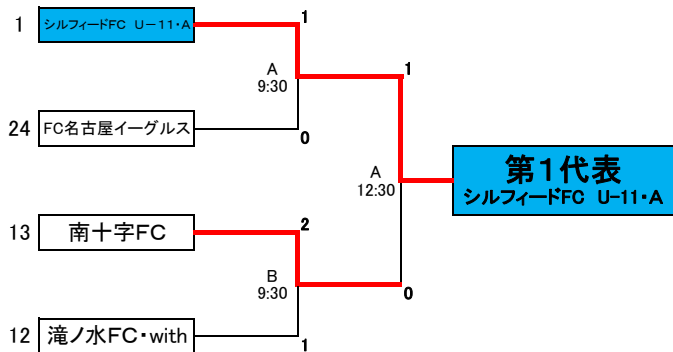 1 シルフィードFC U-11・A 1
A
9:30
1
24 FC名古屋イーグルス 0
A
12:30
第1代表
シルフィードFC U-11・A
13 南十字FC 2
B
9:30
0
12 滝ノ水FC・with 1